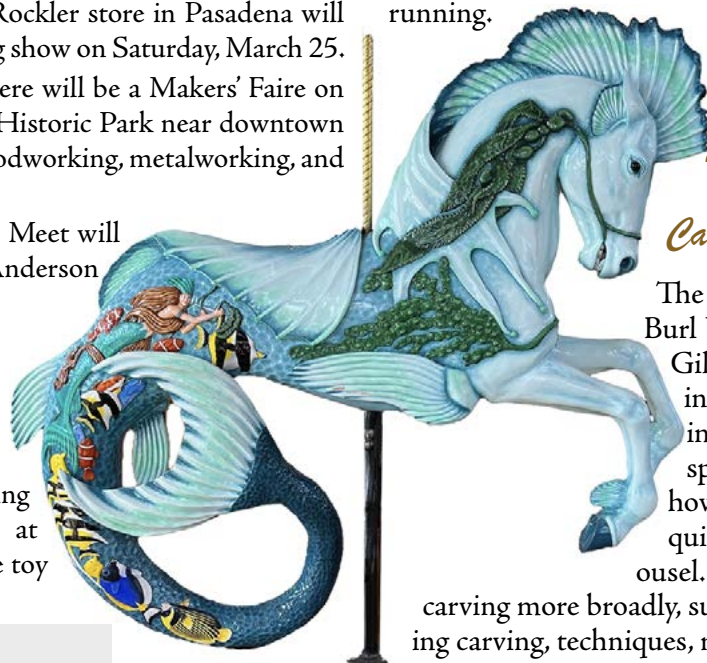 Rockler store in Pasadena will
g show on Saturday, March 25.
ere will be a Makers' Faire on
Historic Park near downtown
odworking, metalworking, and
Meet will
Anderson
ng
at
e toy
running.
Ca
The
Burl
Gil
in
in
sp
how
qui
ousel.
carving more broadly, su
ing carving, techniques,